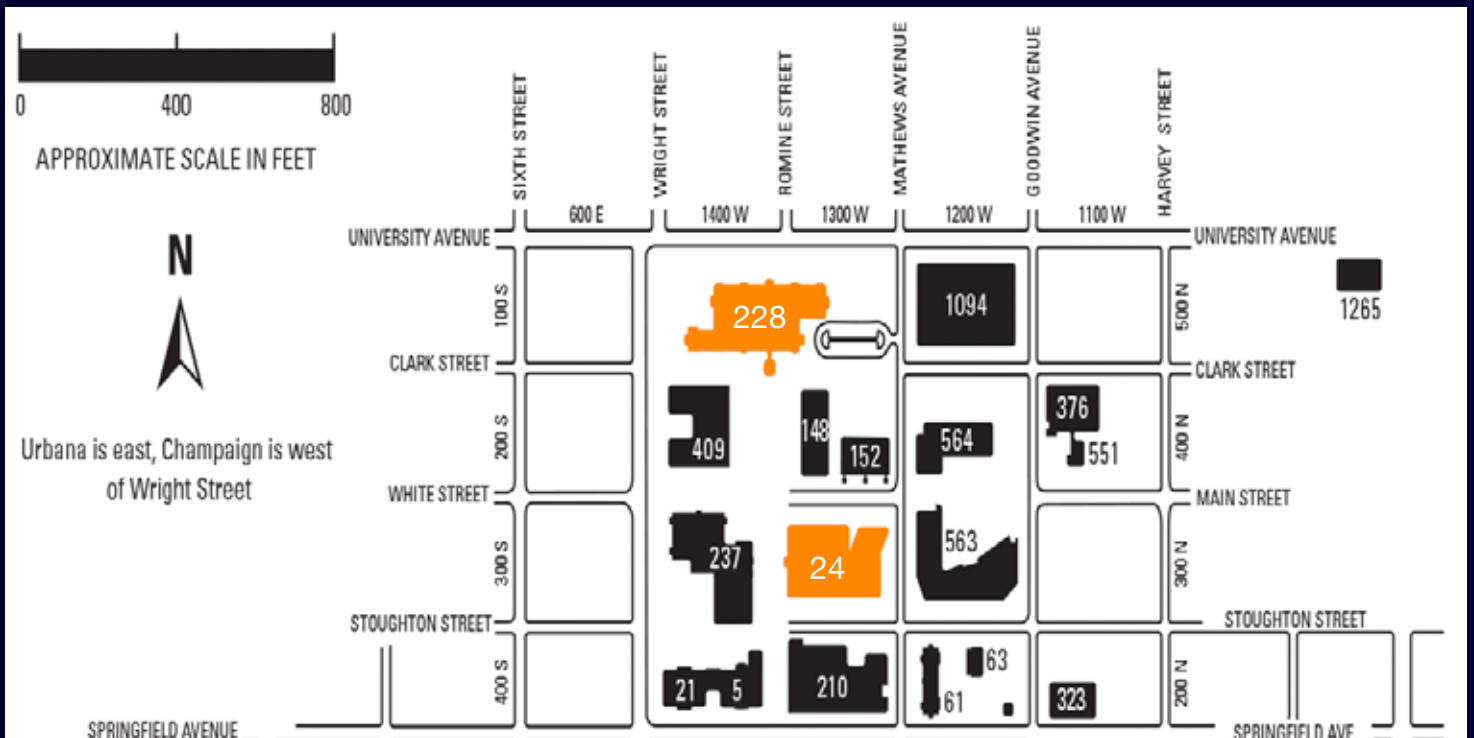 0
400
800
APPROXIMATE SCALE IN FEET
N
Urbana is east, Champaign is west
of Wright Street
SIXTH STREET
WRIGHT STREET
ROMINE STREET
MATHEWS AVENUE
GOODWIN AVENUE
HARVEY STREET
600 E
1400 W
1300 W
1200 W
1100 W
UNIVERSITY AVENUE
UNIVERSITY AVENUE
100 S
228
1094
500 N
1265
CLARK STREET
CLARK STREET
200 S
409
148
152
564
376
551
400 N
WHITE STREET
MAIN STREET
300 S
237
24
563
300 N
STOUGHTON STREET
STOUGHTON STREET
400 S
21
5
210
61
63
323
200 N
SPRINGFIELD AVENUE
SPRINGFIELD AVE